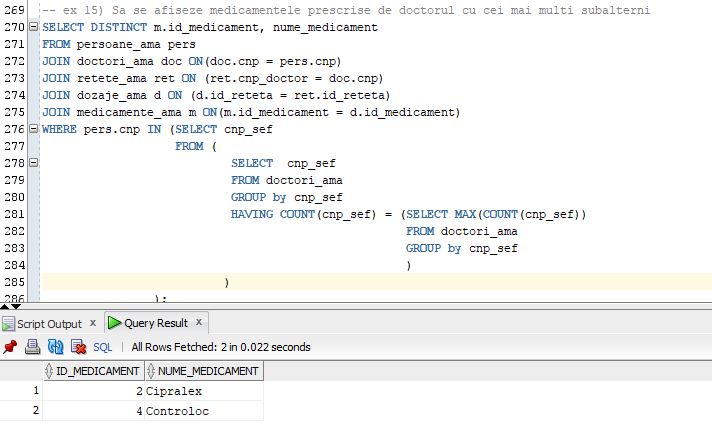 269 -- ex 15) Sa se afiseze medicamentele prescrise de doctorul cu cei mai multi subalterni
270 SELECT DISTINCT m.id_medicament, nume_medicament
271 FROM persoane_ama pers
272 JOIN doctori_ama doc ON(doc.cnp = pers.cnp)
273 JOIN retete_ama ret ON (ret.cnp_doctor = doc.cnp)
274 JOIN dozaje_ama d ON (d.id_reteta = ret.id_reteta)
275 JOIN medicamente_ama m ON(m.id_medicament = d.id_medicament)
276 WHERE pers.cnp IN (SELECT cnp_sef
277 FROM (
278 SELECT  cnp_sef
279 FROM doctori_ama
280 GROUP by cnp_sef
281 HAVING COUNT(cnp_sef) = (SELECT MAX(COUNT(cnp_sef))
282 FROM doctori_ama
283 GROUP by cnp_sef
284 )
285 )
286 );
Script Output x Query Result x
SQL | All Rows Fetched: 2 in 0.022 seconds
ID_MEDICAMENT NUME_MEDICAMENT
1 2 Cipralex
2 4 Controloc